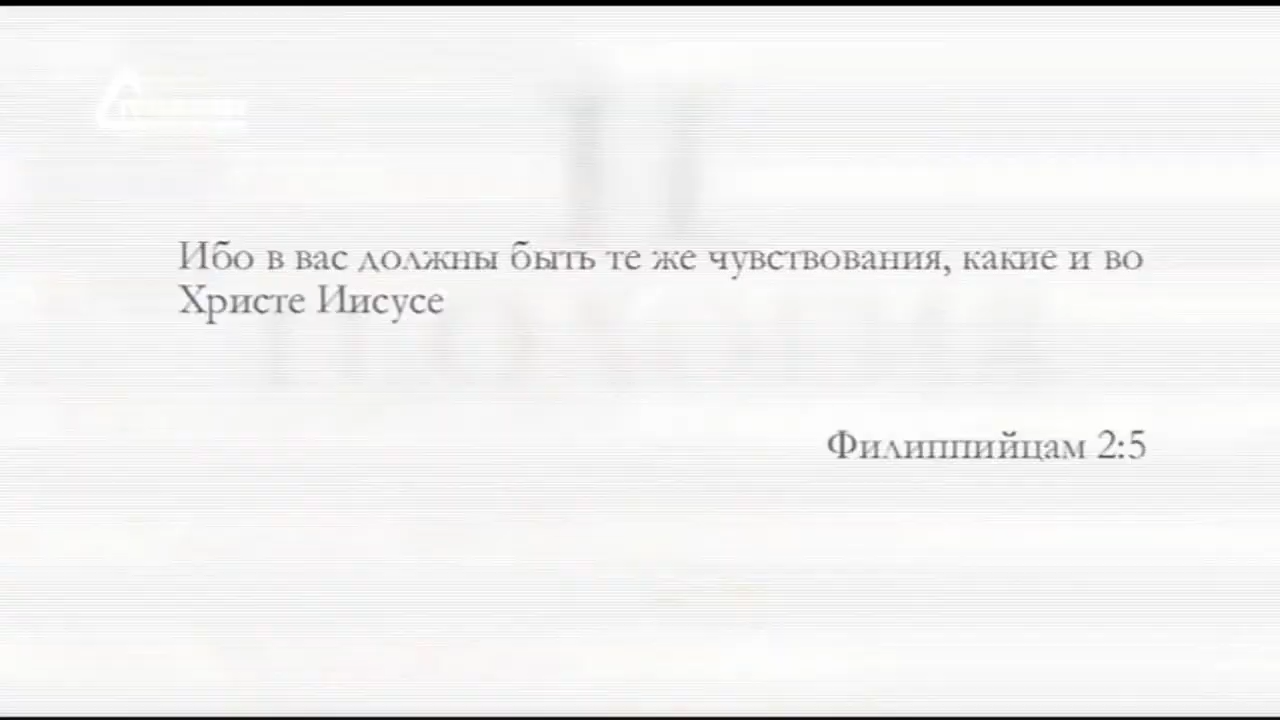 Ибо в вас должны быть те же чувствования, какие и во
Христе Иисусе
Филиппийцам 2:5